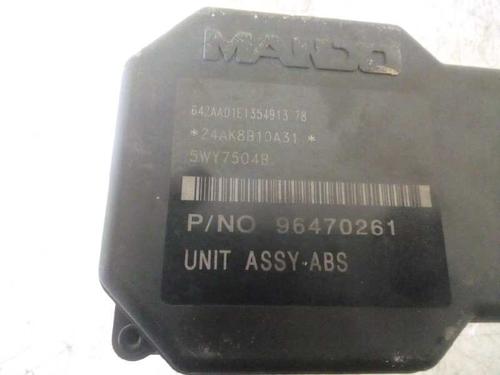 MANDO
642AA01E1354913 78
*24AK8B10A31 *
5WY7504B
P/NO 96470261
UNIT ASSY-ABS